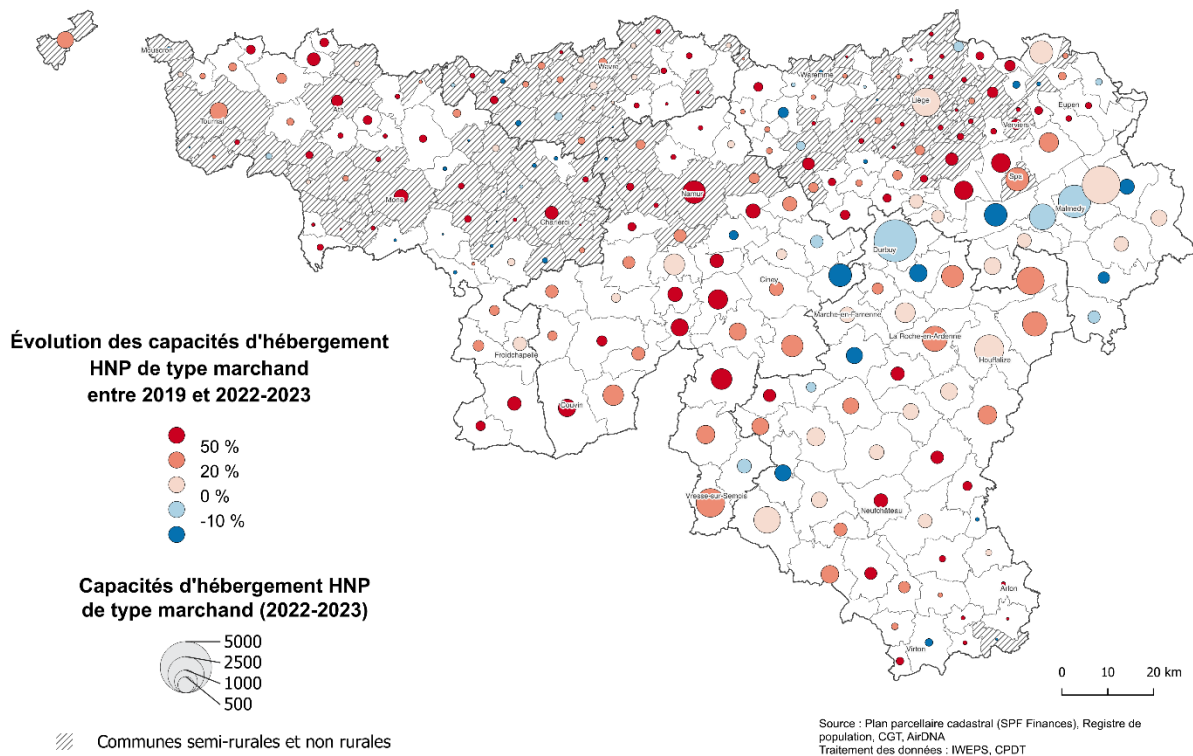 Mouscron
Wavre
Waremme
Tournai
Ath
Liège
Eupen
Verviers
Spa
Mons
Namur
Malmedy
Charleroi
Durbuy
Ciney
Marche-en-Famenne
La Roche-en-Ardenne
Houffalize
Froidchapelle
Couvin
Vresse-sur-Semois
Neufchâteau
Arlon
Virton
Évolution des capacités d'hébergement
HNP de type marchand
entre 2019 et 2022-2023
50 %
20 %
0 %
-10 %
Capacités d'hébergement HNP
de type marchand (2022-2023)
5000
2500
1000
500
Communes semi-rurales et non rurales
0 10 20 km
Source : Plan parcellaire cadastral (SPF Finances), Registre de
population, CGT, AirDNA
Traitement des données : IWEPS, CPDT